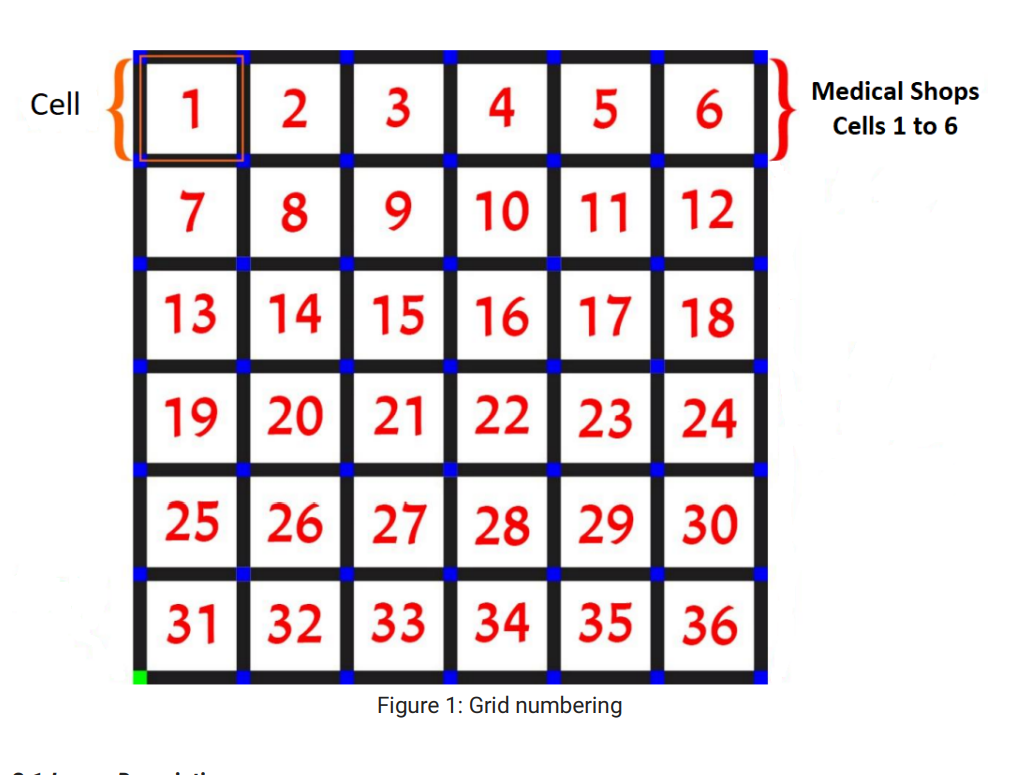 Cell
1 2 3 4 5 6
Medical Shops
Cells 1 to 6
7 8 9 10 11 12
13 14 15 16 17 18
19 20 21 22 23 24
25 26 27 28 29 30
31 32 33 34 35 36
Figure 1: Grid numbering